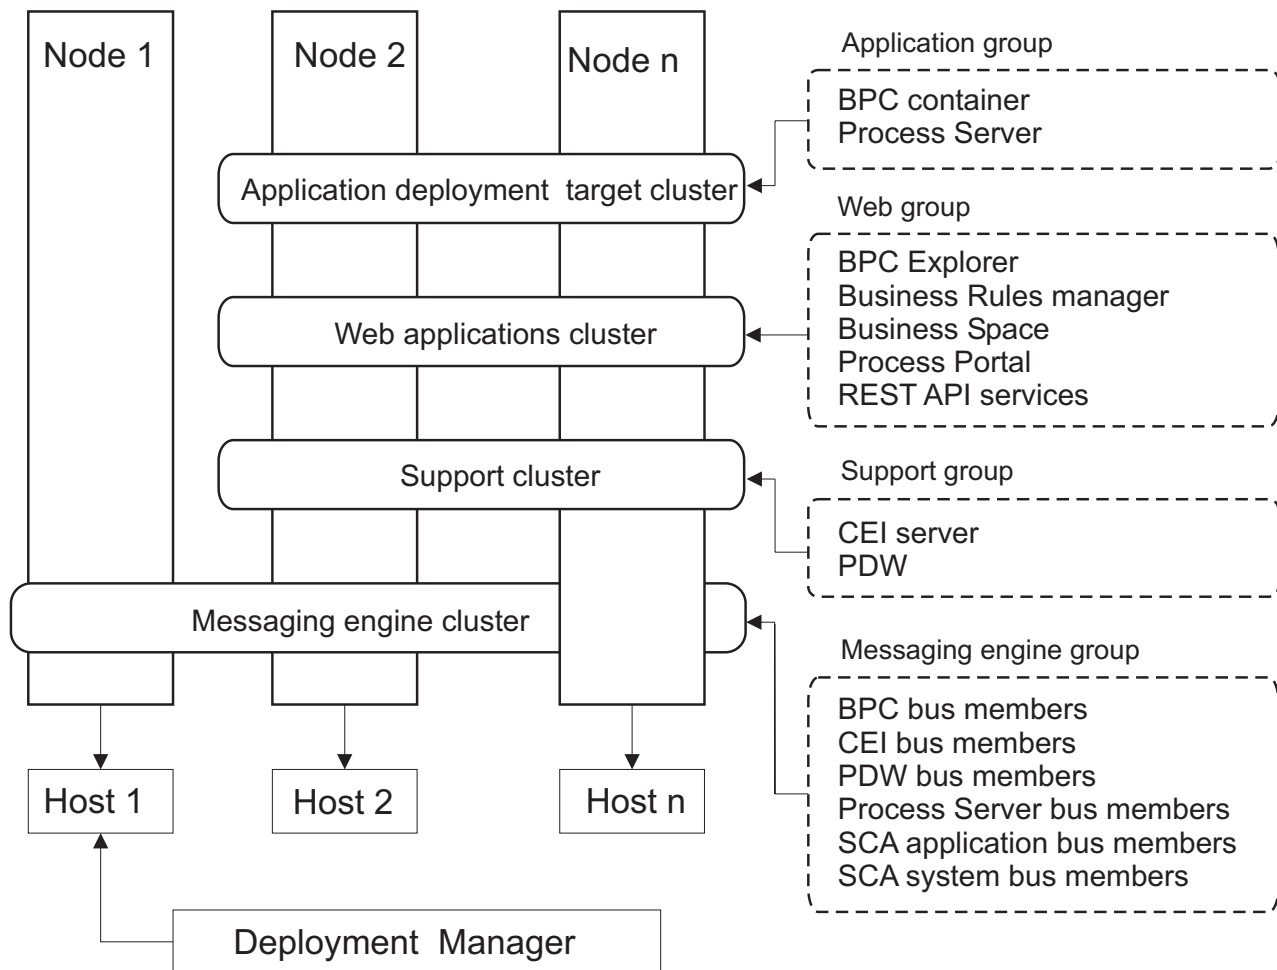 Node 1
Node 2
Node n
Application deployment target cluster
Web applications cluster
Support cluster
Messaging engine cluster
Host 1
Host 2
Host n
Deployment Manager
Application group
BPC container
Process Server
Web group
BPC Explorer
Business Rules manager
Business Space
Process Portal
REST API services
Support group
CEI server
PDW
Messaging engine group
BPC bus members
CEI bus members
PDW bus members
Process Server bus members
SCA application bus members
SCA system bus members